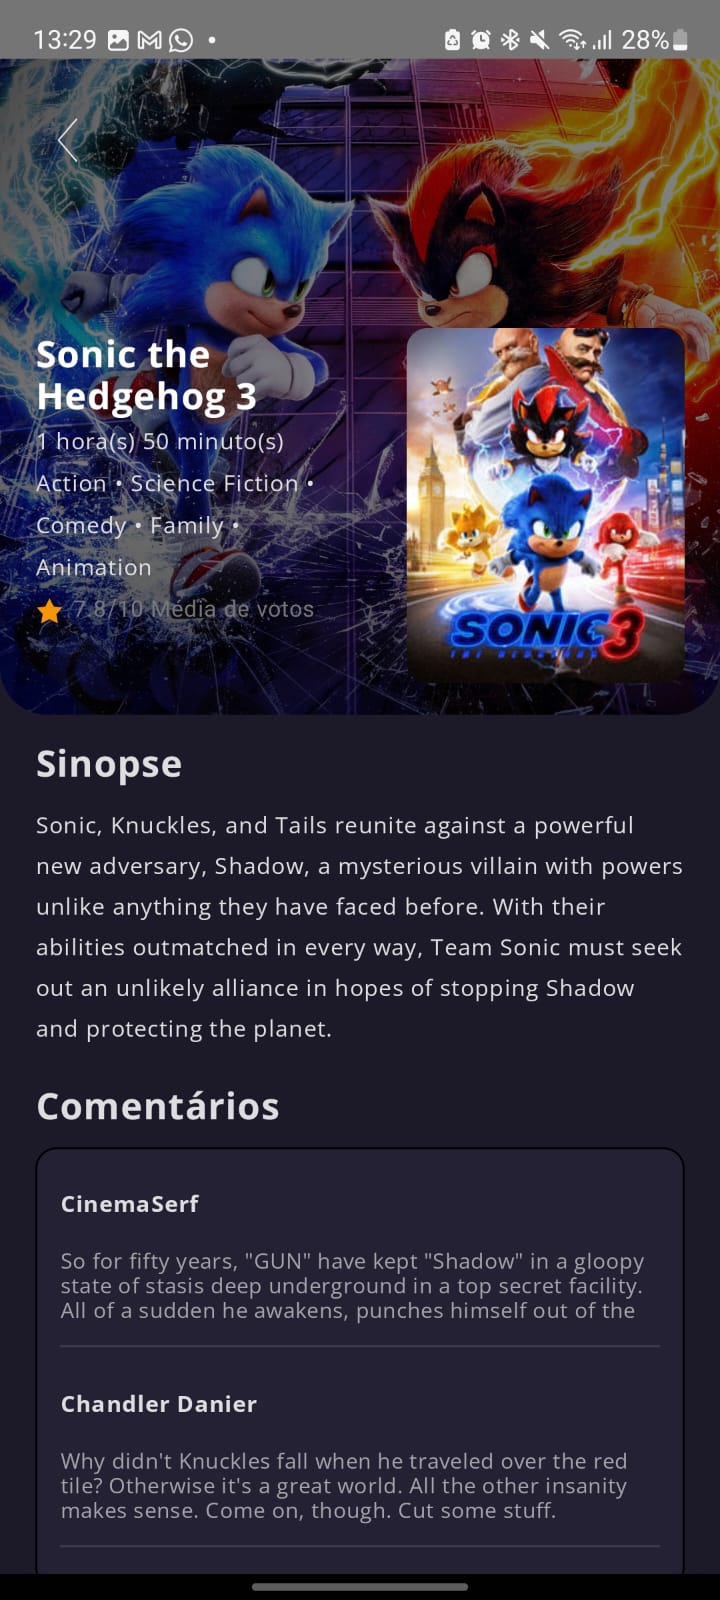 13:29
28%
Sonic the
Hedgehog 3
1 hora(s) 50 minuto(s)
Action • Science Fiction •
Comedy • Family •
Animation
7.8/10 Média de votos
SONIC 3
Sinopse
Sonic, Knuckles, and Tails reunite against a powerful
new adversary, Shadow, a mysterious villain with powers
unlike anything they have faced before. With their
abilities outmatched in every way, Team Sonic must seek
out an unlikely alliance in hopes of stopping Shadow
and protecting the planet.
Comentários
CinemaSerf
So for fifty years, "GUN" have kept "Shadow" in a gloopy
state of stasis deep underground in a top secret facility.
All of a sudden he awakens, punches himself out of the
Chandler Danier
Why didn't Knuckles fall when he traveled over the red
tile? Otherwise it's a great world. All the other insanity
makes sense. Come on, though. Cut some stuff.